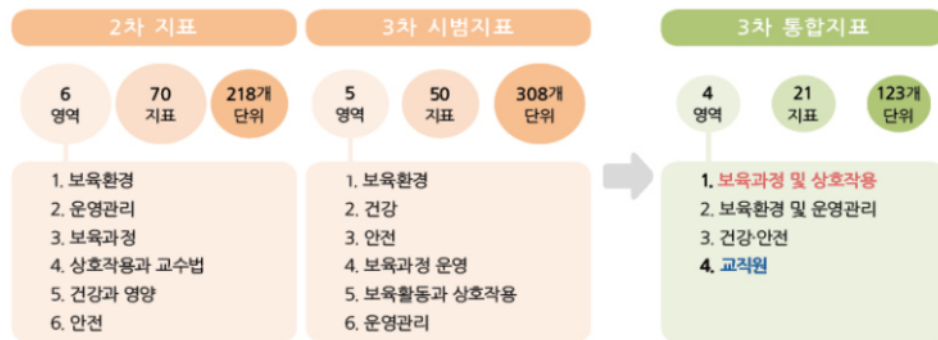 2차 지표
6
영역
70
지표
218개
단위
1. 보육환경
2. 운영관리
3. 보육과정
4. 상호작용과 교수법
5. 건강과 영양
6. 안전
3차 시범지표
5
영역
50
지표
308개
단위
1. 보육환경
2. 건강
3. 안전
4. 보육과정 운영
5. 보육활동과 상호작용
6. 운영관리
3차 통합지표
4
영역
21
지표
123개
단위
1. 보육과정 및 상호작용
2. 보육환경 및 운영관리
3. 건강·안전
4. 교직원